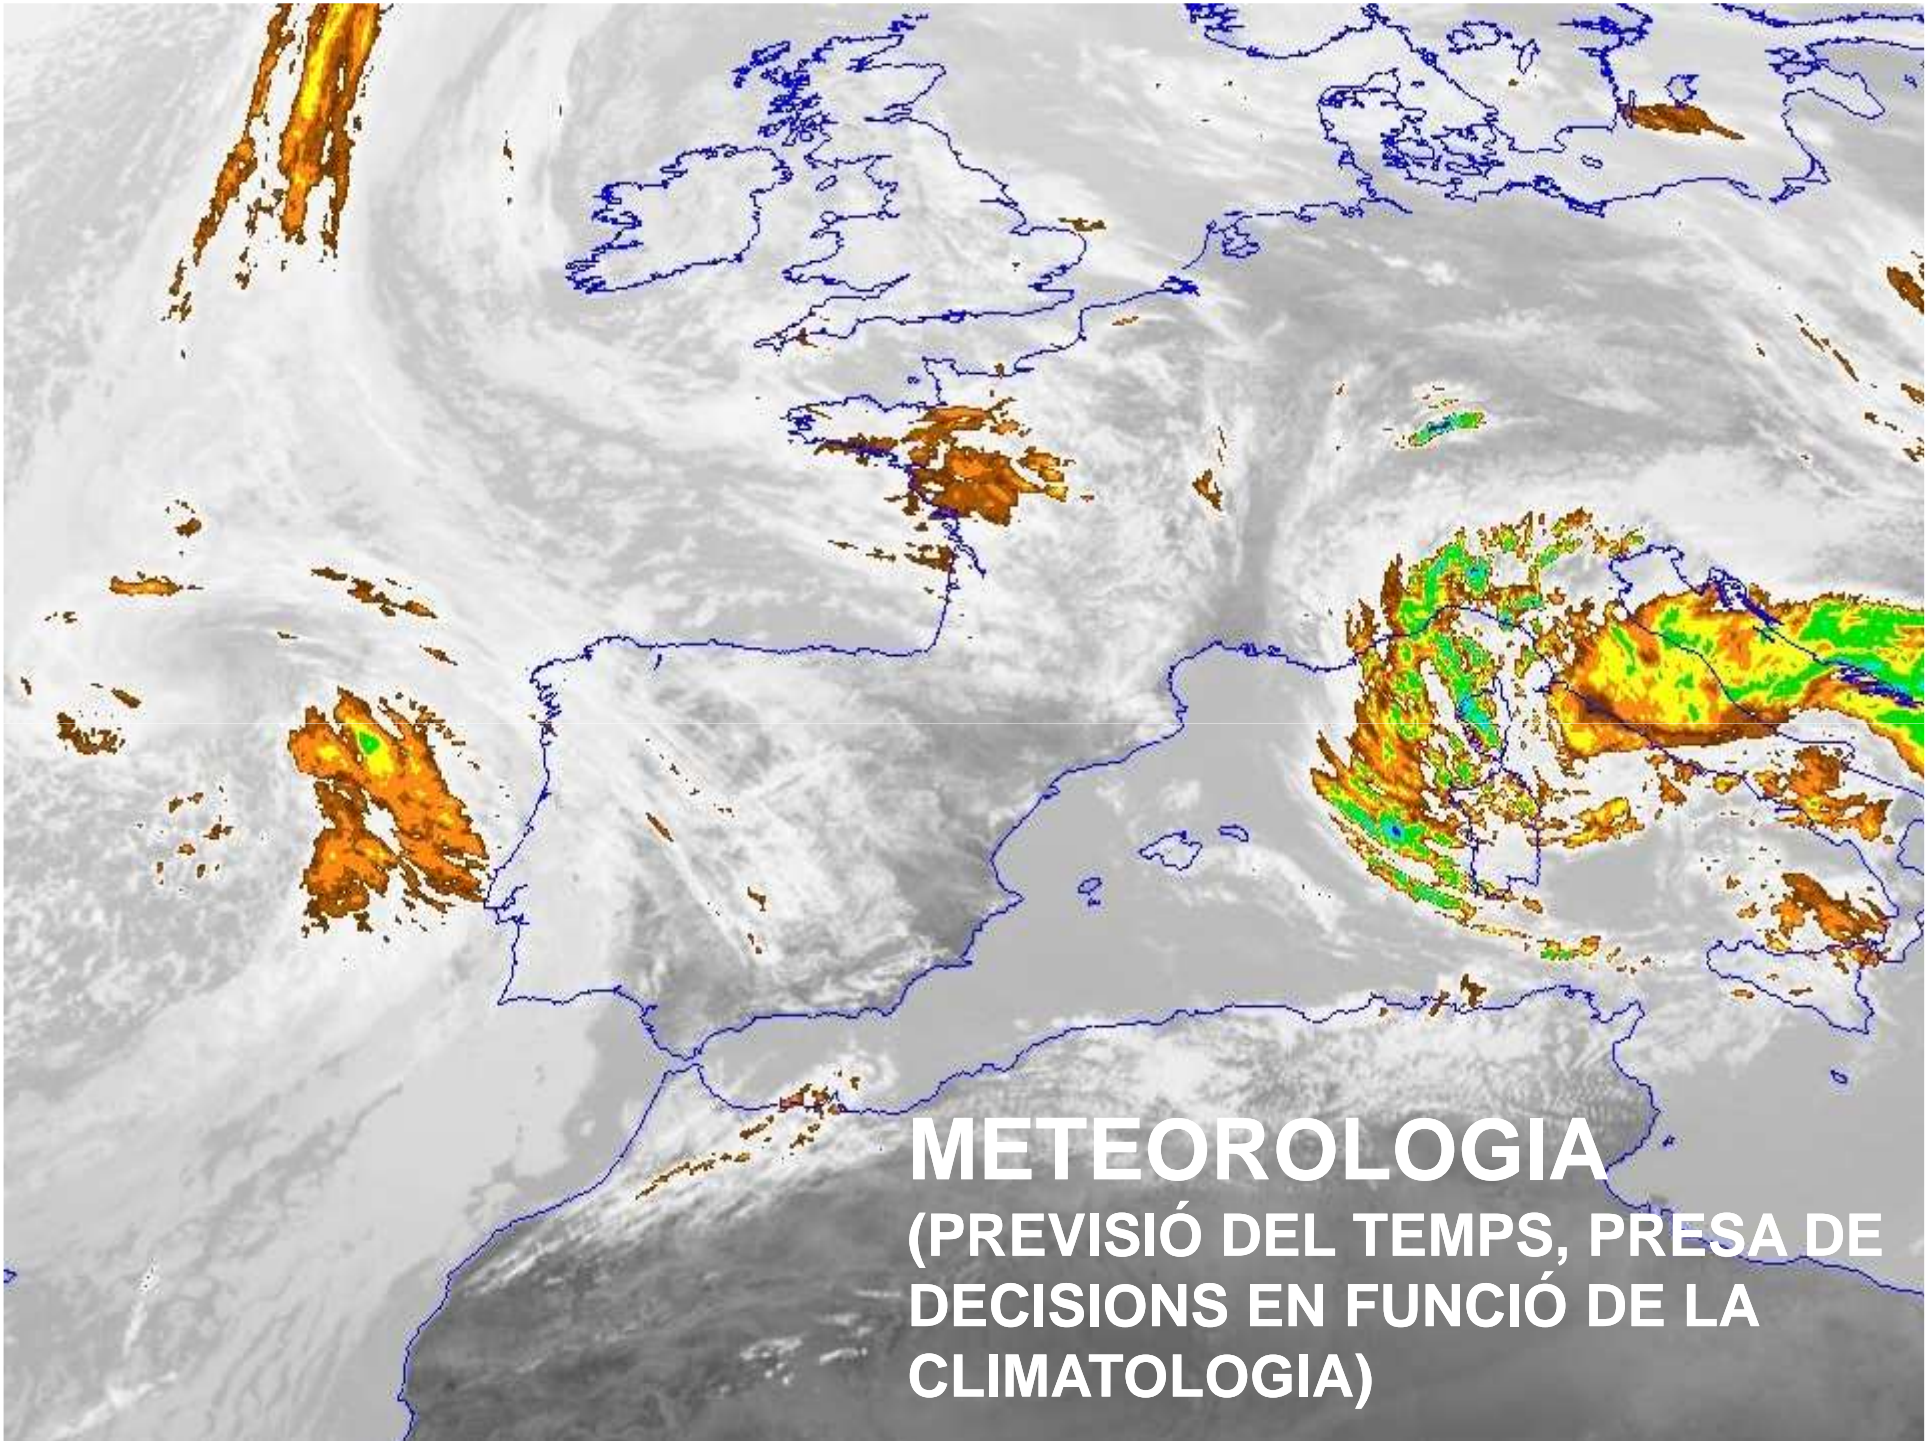 METEOROLOGIA
(PREVISIÓ DEL TEMPS, PRESA DE
DECISIONS EN FUNCIÓ DE LA
CLIMATOLOGIA)